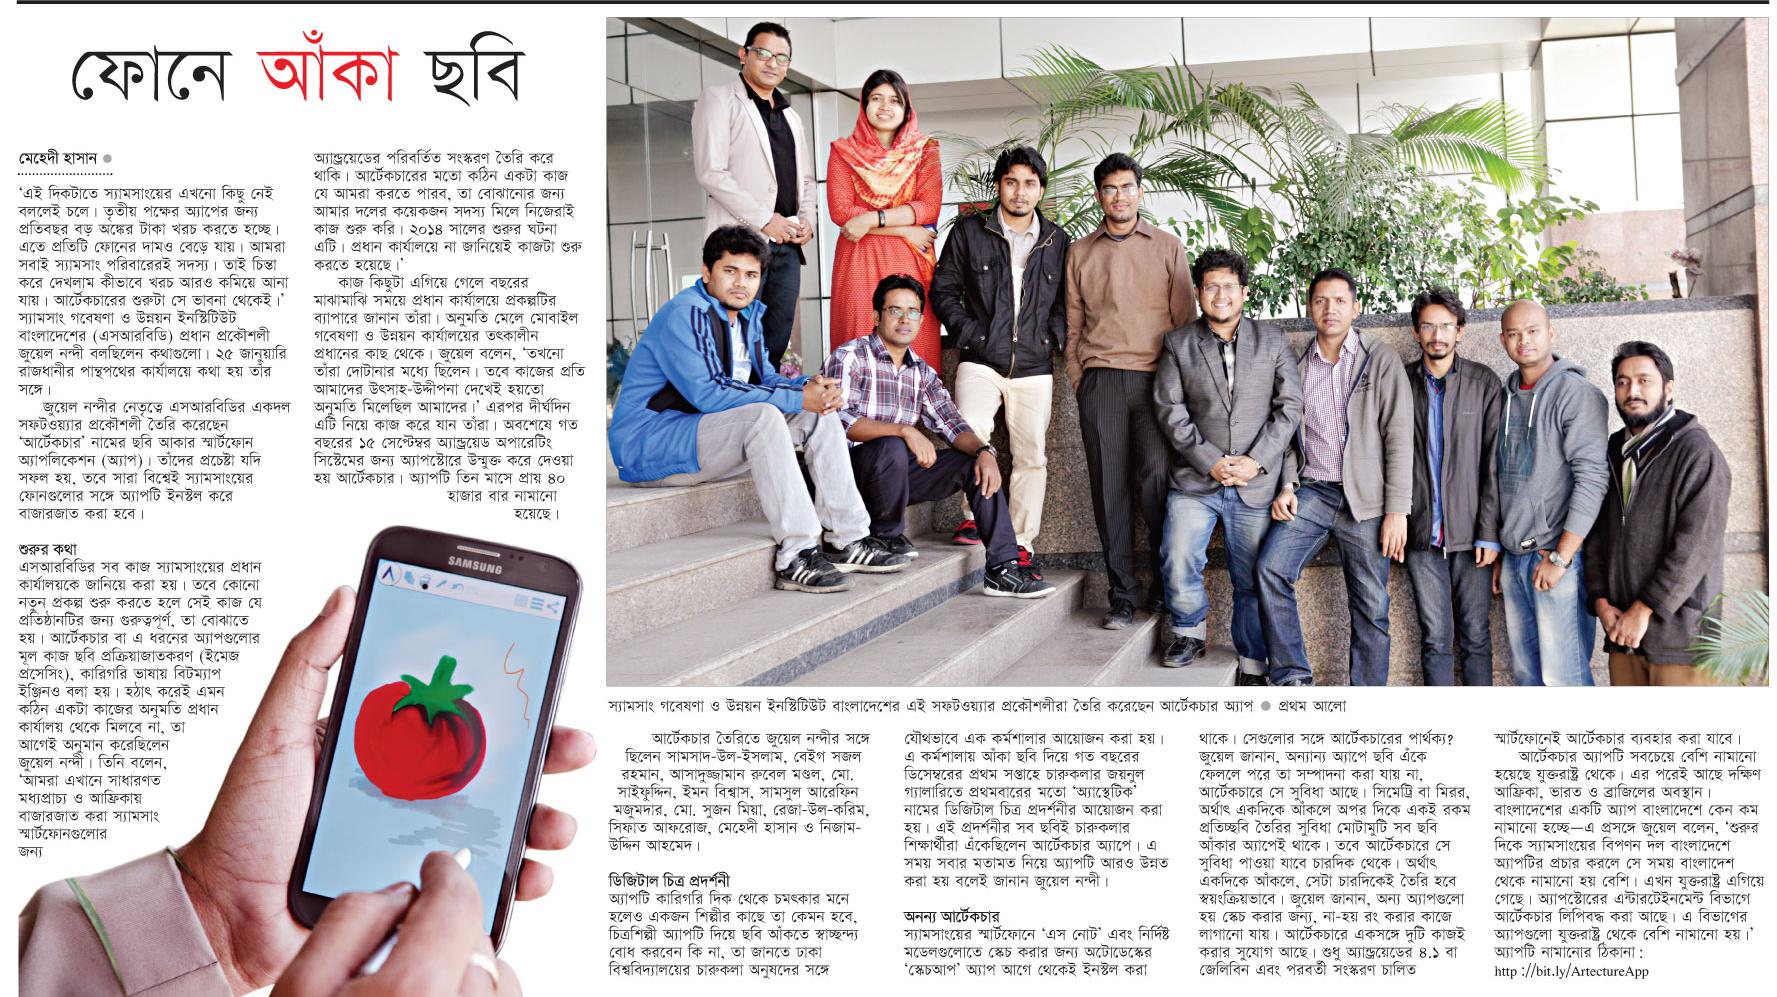 ফোনে আঁকা ছবি
মেহেদী হাসান ●
‘এই দিকটাতে স্যামসাংয়ের এখনো কিছু নেই
বললেই চলে। তৃতীয় পক্ষের অ্যাপের জন্য
প্রতিবছর বড় অঙ্কের টাকা খরচ করতে হচ্ছে।
এতে প্রতিটি ফোনের দামও বেড়ে যায়। আমরা
সবাই স্যামসাং পরিবারেরই সদস্য। তাই চিন্তা
করে দেখলাম কীভাবে খরচ আরও কমিয়ে আনা
যায়। আর্টেকচারের শুরুটা সে ভাবনা থেকেই।’
স্যামসাং গবেষণা ও উন্নয়ন ইনস্টিটিউট
বাংলাদেশের (এসআরবিডি) প্রধান প্রকৌশলী
জুয়েল নন্দী বলছিলেন কথাগুলো। ২৫ জানুয়ারি
রাজধানীর পান্থপথের কার্যালয়ে কথা হয় তাঁর
সঙ্গে।
জুয়েল নন্দীর নেতৃত্বে এসআরবিডির একদল
সফটওয়্যার প্রকৌশলী তৈরি করেছেন
‘আর্টেকচার’ নামের ছবি আকার স্মার্টফোন
অ্যাপলিকেশন (অ্যাপ)। তাঁদের প্রচেষ্টা যদি
সফল হয়, তবে সারা বিশ্বেই স্যামসাংয়ের
ফোনগুলোর সঙ্গে অ্যাপটি ইনস্টল করে
বাজারজাত করা হবে।
শুরুর কথা
এসআরবিডির সব কাজ স্যামসাংয়ের প্রধান
কার্যালয়কে জানিয়ে করা হয়। তবে কোনো
নতুন প্রকল্প শুরু করতে হলে সেই কাজ যে
প্রতিষ্ঠানটির জন্য গুরুত্বপূর্ণ, তা বোঝাতে
হয়। আর্টেকচার বা এ ধরনের অ্যাপগুলোর
মূল কাজ ছবি প্রক্রিয়াজাতকরণ (ইমেজ
প্রসেসিং), কারিগরি ভাষায় বিটম্যাপ
ইঞ্জিনও বলা হয়। হঠাৎ করেই এমন
কঠিন একটা কাজের অনুমতি প্রধান
কার্যালয় থেকে মিলবে না, তা
আগেই অনুমান করেছিলেন
জুয়েল নন্দী। তিনি বলেন,
‘আমরা এখানে সাধারণত
মধ্যপ্রাচ্য ও আফ্রিকায়
বাজারজাত করা স্যামসাং
স্মার্টফোনগুলোর
জন্য
অ্যান্ড্রয়েডের পরিবর্তিত সংস্করণ তৈরি করে
থাকি। আর্টেকচারের মতো কঠিন একটা কাজ
যে আমরা করতে পারব, তা বোঝানোর জন্য
আমার দলের কয়েকজন সদস্য মিলে নিজেরাই
কাজ শুরু করি। ২০১৪ সালের শুরুর ঘটনা
এটি। প্রধান কার্যালয়ে না জানিয়েই কাজটা শুরু
করতে হয়েছে।’
কাজ কিছুটা এগিয়ে গেলে বছরের
মাঝামাঝি সময়ে প্রধান কার্যালয়ে প্রকল্পটির
ব্যাপারে জানান তাঁরা। অনুমতি মেলে মোবাইল
গবেষণা ও উন্নয়ন কার্যালয়ের তৎকালীন
প্রধানের কাছ থেকে। জুয়েল বলেন, ‘তখনো
তাঁরা দোটানার মধ্যে ছিলেন। তবে কাজের প্রতি
আমাদের উৎসাহ-উদ্দীপনা দেখেই হয়তো
অনুমতি মিলেছিল আমাদের।’ এরপর দীর্ঘদিন
এটি নিয়ে কাজ করে যান তাঁরা। অবশেষে গত
বছরের ১৫ সেপ্টেম্বর অ্যান্ড্রয়েড অপারেটিং
সিস্টেমের জন্য অ্যাপস্টোরে উন্মুক্ত করে দেওয়া
হয় আর্টেকচার। অ্যাপটি তিন মাসে প্রায় ৪০
হাজার বার নামানো
হয়েছে।
SAMSUNG
স্যামসাং গবেষণা ও উন্নয়ন ইনস্টিটিউট বাংলাদেশের এই সফটওয়্যার প্রকৌশলীরা তৈরি করেছেন আর্টেকচার অ্যাপ ● প্রথম আলো
আর্টেকচার তৈরিতে জুয়েল নন্দীর সঙ্গে
ছিলেন সামসাদ-উল-ইসলাম, বেইগ সজল
রহমান, আসাদুজ্জামান রুবেল মণ্ডল, মো.
সাইফুদ্দিন, ইমন বিশ্বাস, সামসুল আরেফিন
মজুমদার, মো. সুজন মিয়া, রেজা-উল-করিম,
সিফাত আফরোজ, মেহেদী হাসান ও নিজাম-
উদ্দিন আহমেদ।
ডিজিটাল চিত্র প্রদর্শনী
অ্যাপটি কারিগরি দিক থেকে চমৎকার মনে
হলেও একজন শিল্পীর কাছে তা কেমন হবে,
চিত্রশিল্পী অ্যাপটি দিয়ে ছবি আঁকতে স্বাচ্ছন্দ্য
বোধ করবেন কি না, তা জানতে ঢাকা
বিশ্ববিদ্যালয়ের চারুকলা অনুষদের সঙ্গে
যৌথভাবে এক কর্মশালার আয়োজন করা হয়।
এ কর্মশালায় আঁকা ছবি দিয়ে গত বছরের
ডিসেম্বরের প্রথম সপ্তাহে চারুকলার জয়নুল
গ্যালারিতে প্রথমবারের মতো ‘অ্যাস্থেটিক’
নামের ডিজিটাল চিত্র প্রদর্শনীর আয়োজন করা
হয়। এই প্রদর্শনীর সব ছবিই চারুকলার
শিক্ষার্থীরা এঁকেছিলেন আর্টেকচার অ্যাপে। এ
সময় সবার মতামত নিয়ে অ্যাপটি আরও উন্নত
করা হয় বলেই জানান জুয়েল নন্দী।
অনন্য আর্টেকচার
স্যামসাংয়ের স্মার্টফোনে ‘এস নোট’ এবং নির্দিষ্ট
মডেলগুলোতে স্কেচ করার জন্য অটোডেস্কের
‘স্কেচআপ’ অ্যাপ আগে থেকেই ইনস্টল করা
থাকে। সেগুলোর সঙ্গে আর্টেকচারের পার্থক্য?
জুয়েল জানান, অন্যান্য অ্যাপে ছবি এঁকে
ফেললে পরে তা সম্পাদনা করা যায় না,
আর্টেকচারে সে সুবিধা আছে। সিমেট্রি বা মিরর,
অর্থাৎ একদিকে আঁকলে অপর দিকে একই রকম
প্রতিচ্ছবি তৈরির সুবিধা মোটামুটি সব ছবি
আঁকার অ্যাপেই থাকে। তবে আর্টেকচারে সে
সুবিধা পাওয়া যাবে চারদিক থেকে। অর্থাৎ
একদিকে আঁকলে, সেটা চারদিকেই তৈরি হবে
স্বয়ংক্রিয়ভাবে। জুয়েল জানান, অন্য অ্যাপগুলো
হয় স্কেচ করার জন্য, না-হয় রং করার কাজে
লাগানো যায়। আর্টেকচারে একসঙ্গে দুটি কাজই
করার সুযোগ আছে। শুধু অ্যান্ড্রয়েডের ৪.১ বা
জেলিবিন এবং পরবর্তী সংস্করণ চালিত
স্মার্টফোনেই আর্টেকচার ব্যবহার করা যাবে।
আর্টেকচার অ্যাপটি সবচেয়ে বেশি নামানো
হয়েছে যুক্তরাষ্ট্র থেকে। এর পরেই আছে দক্ষিণ
আফ্রিকা, ভারত ও ব্রাজিলের অবস্থান।
বাংলাদেশের একটি অ্যাপ বাংলাদেশে কেন কম
নামানো হচ্ছে—এ প্রসঙ্গে জুয়েল বলেন, ‘শুরুর
দিকে স্যামসাংয়ের বিপণন দল বাংলাদেশে
অ্যাপটির প্রচার করলে সে সময় বাংলাদেশ
থেকে নামানো হয় বেশি। এখন যুক্তরাষ্ট্র এগিয়ে
গেছে। অ্যাপস্টোরের এন্টারটেইনমেন্ট বিভাগে
আর্টেকচার লিপিবদ্ধ করা আছে। এ বিভাগের
অ্যাপগুলো যুক্তরাষ্ট্র থেকে বেশি নামানো হয়।’
অ্যাপটি নামানোর ঠিকানা:
http ://bit.ly/ArtectureApp